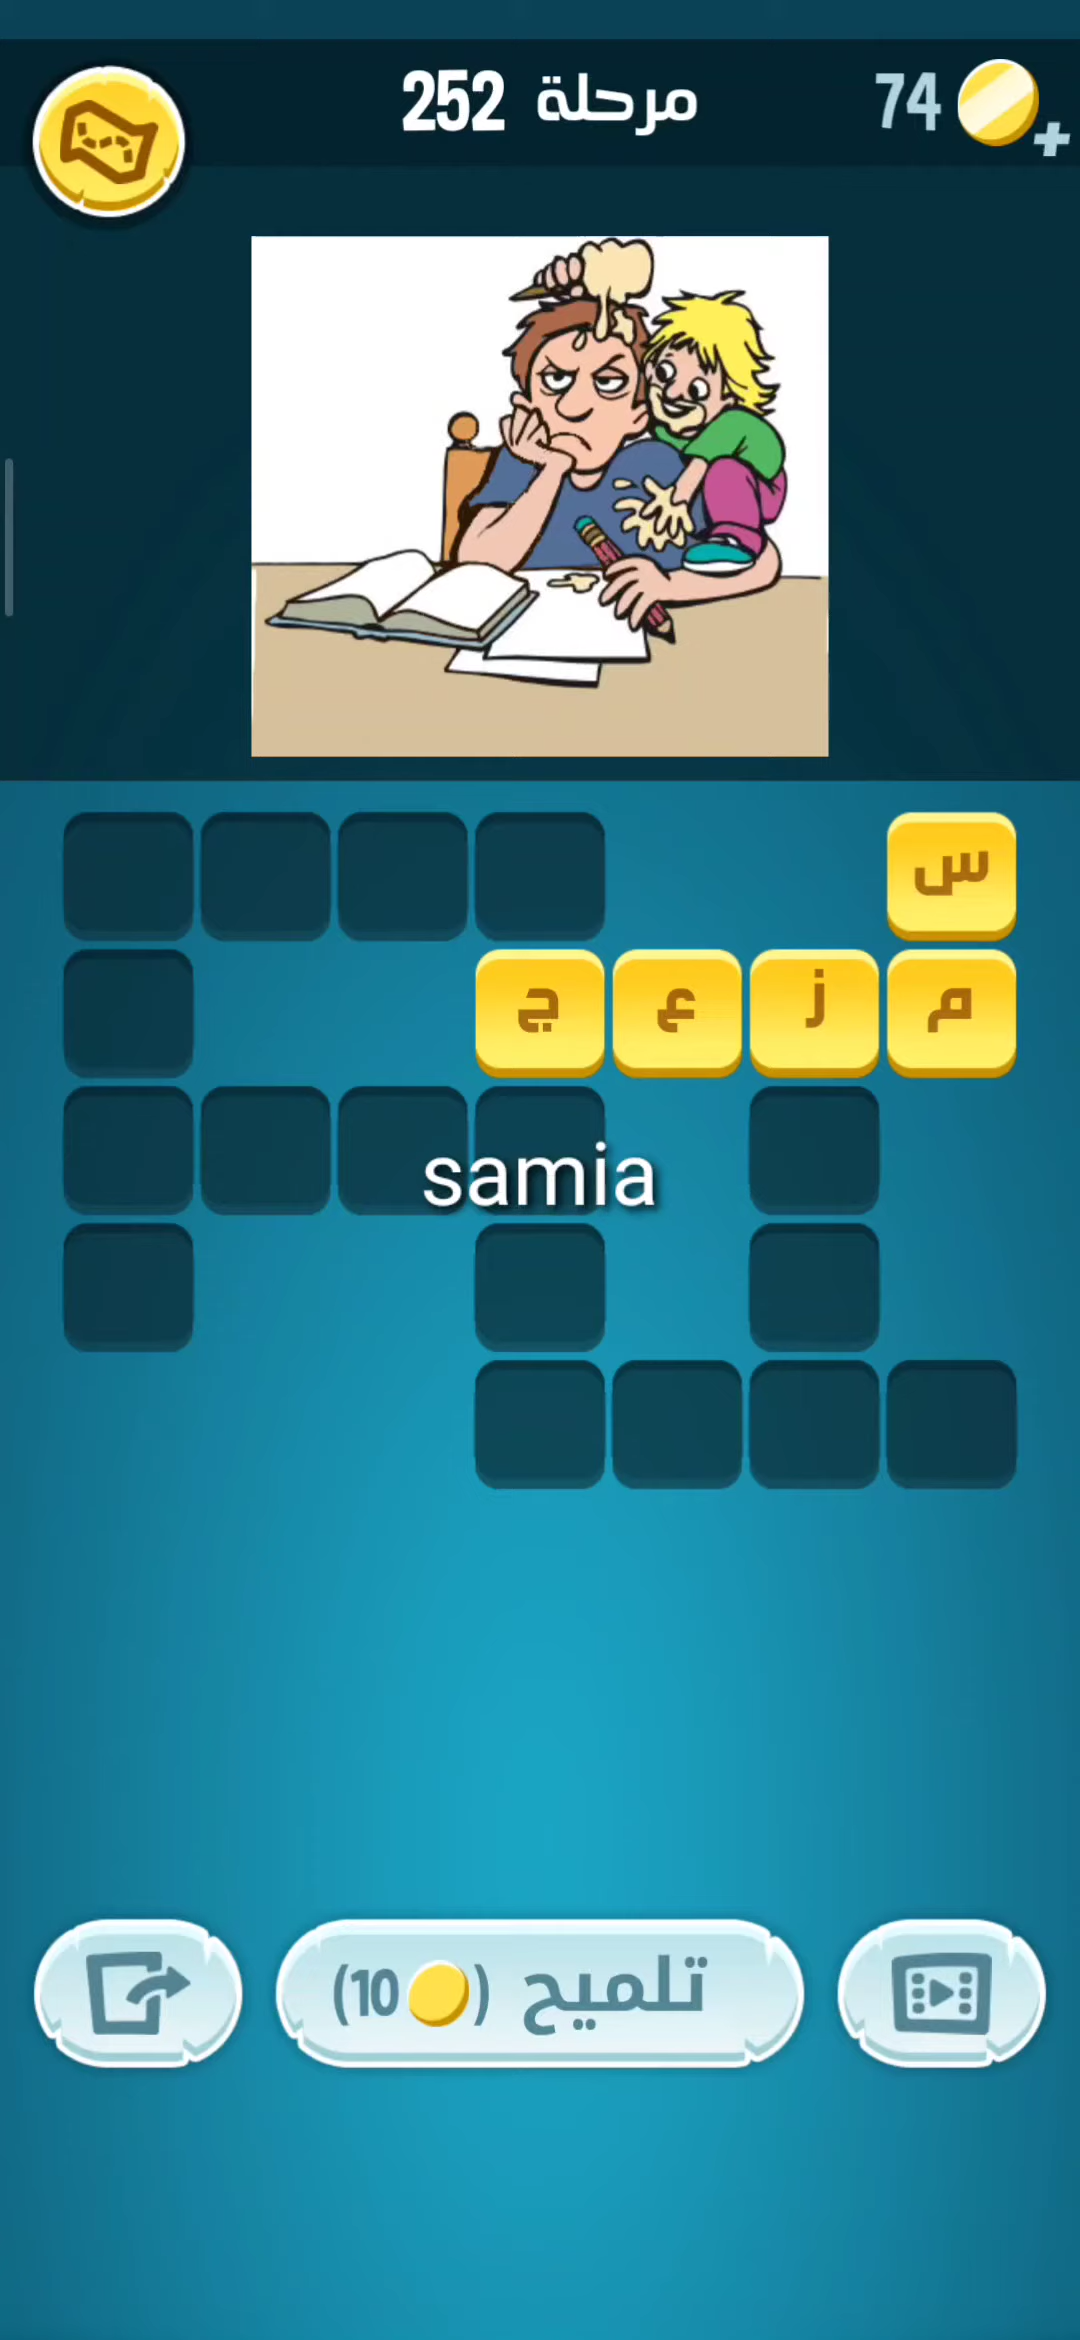 مرحلة 252
74
س
م ز ع ج
samia
تلميح (10)